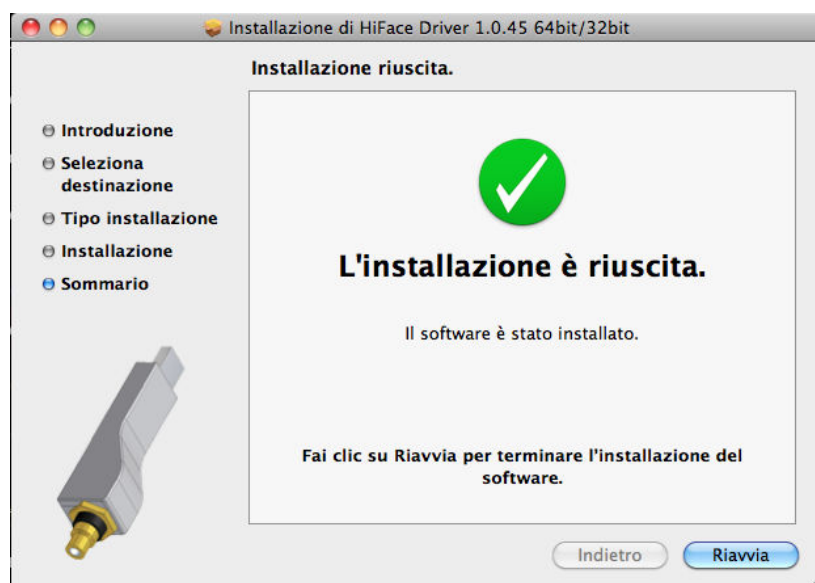 Installazione di HiFace Driver 1.0.45 64bit/32bit
Installazione riuscita.
Introduzione
Seleziona
destinazione
Tipo installazione
Installazione
Sommario
L'installazione è riuscita.
Il software è stato installato.
Fai clic su Riavvia per terminare l'installazione del
software.
Indietro
Riavvia